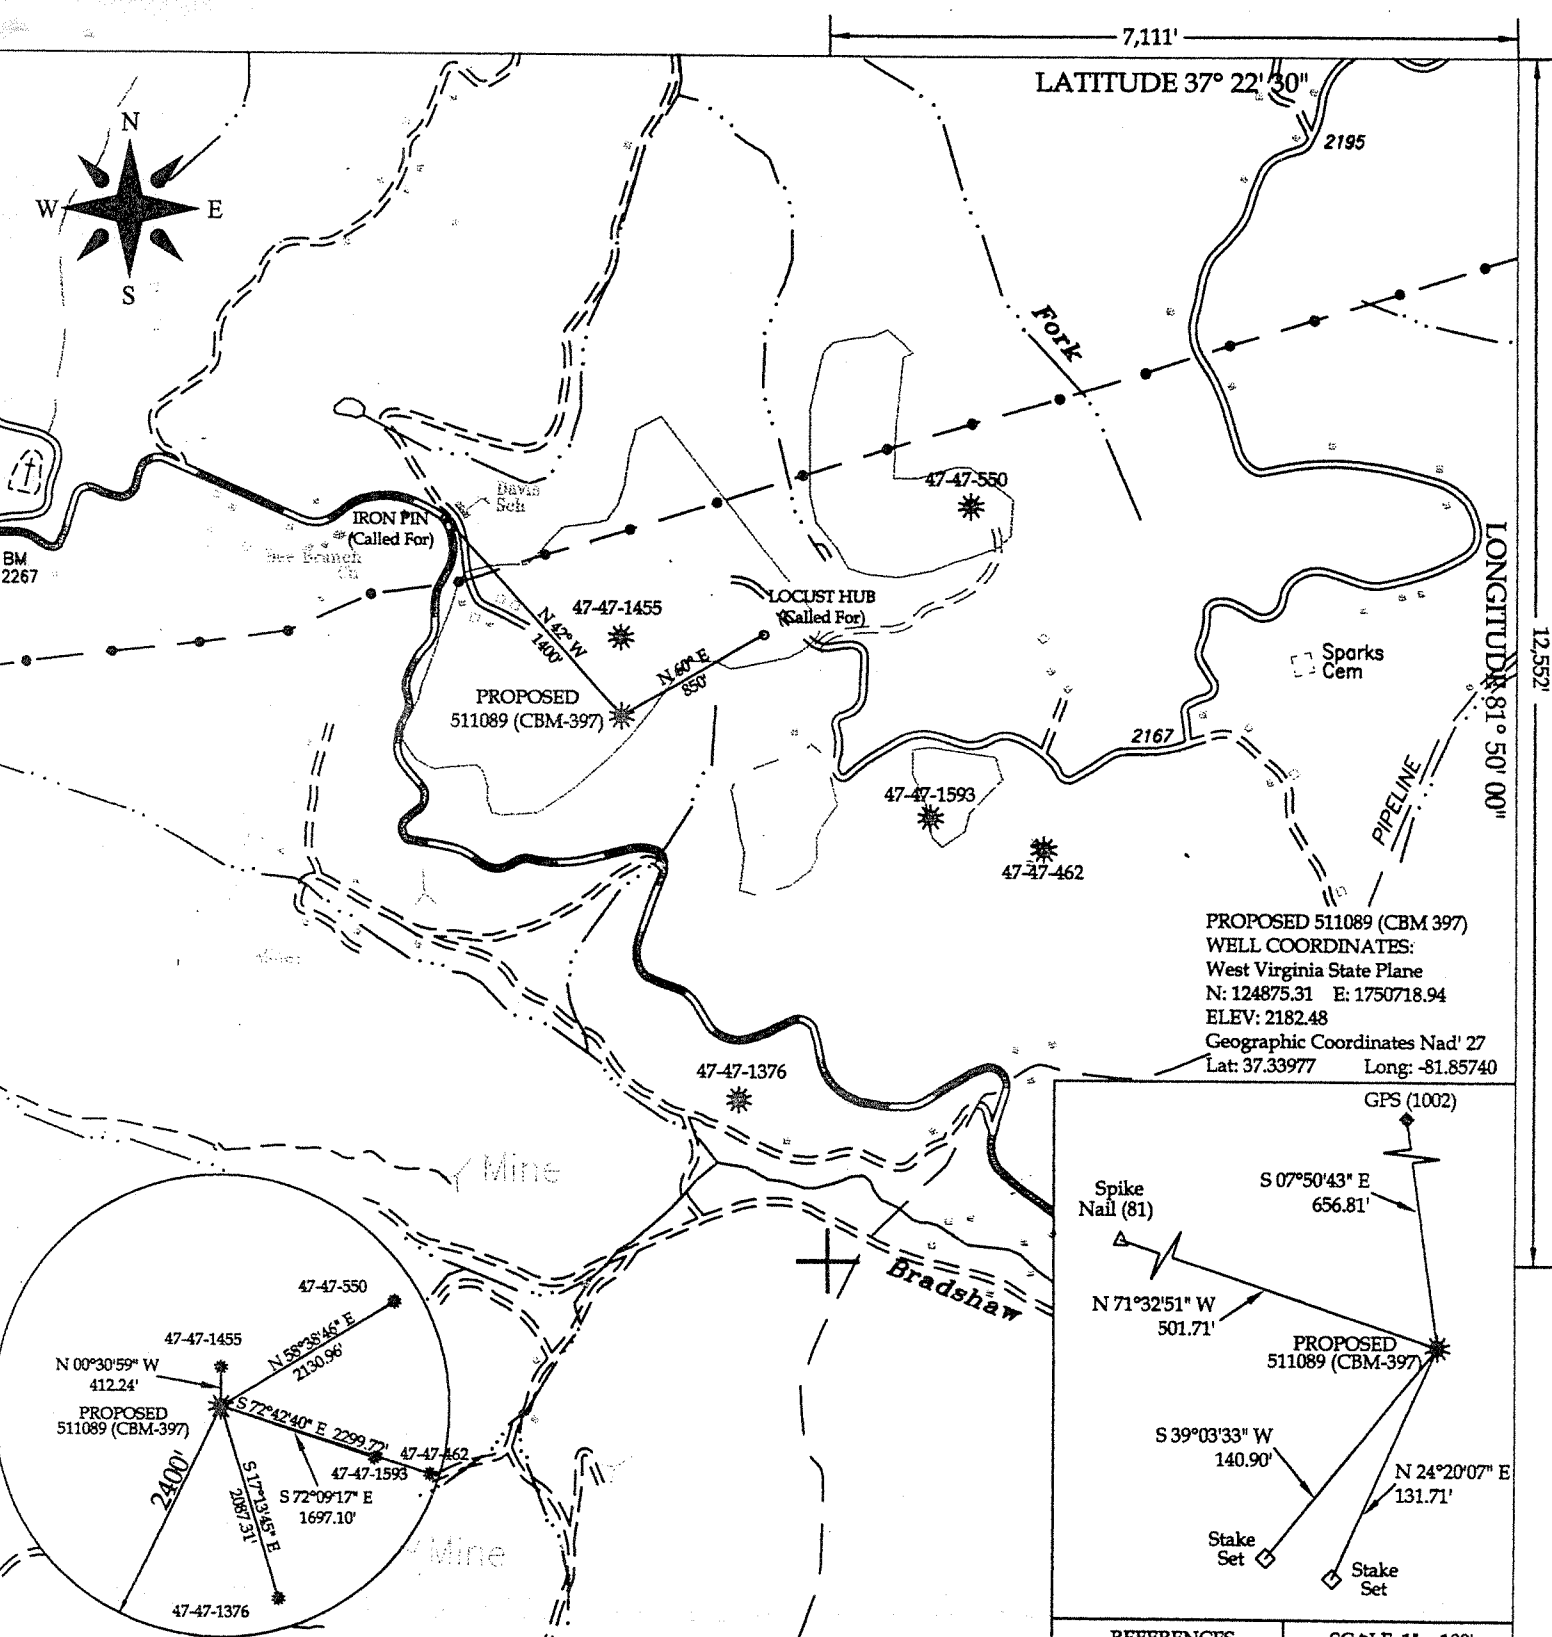 7,111'
LATITUDE 37° 22' 30"
N
W
E
S
2195
Fork
47-47-550
Davis
Sch
IRON PIN
(Called For)
Bee Branch
Ch
BM
2267
LONGITUDE 81° 50' 00"
12,552'
LOCUST HUB
(Called For)
47-47-1455
N 42° W
1400'
N 60° E
850'
Sparks
Cem
PROPOSED
511089 (CBM-397)
2167
PIPELINE
47-47-1593
47-47-462
PROPOSED 511089 (CBM 397)
WELL COORDINATES:
West Virginia State Plane
N: 124875.31 E: 1750718.94
ELEV: 2182.48
Geographic Coordinates Nad' 27
Lat: 37.33977 Long: -81.85740
47-47-1376
Mine
Bradshaw
GPS (1002)
S 07°50'43" E
656.81'
Spike
Nail (81)
N 71°32'51" W
501.71'
PROPOSED
511089 (CBM-397)
S 39°03'33" W
140.90'
N 24°20'07" E
131.71'
Stake
Set
Stake
Set
47-47-550
47-47-1455
N 58°38'46" E
2130.96'
N 00°30'59" W
412.24'
PROPOSED
511089 (CBM-397)
S 72°42'40" E 2299.72'
47-47-462
47-47-1593
S 72°09'17" E
1697.10'
2400'
S 17°13'45" E
2087.31'
47-47-1376
Mine